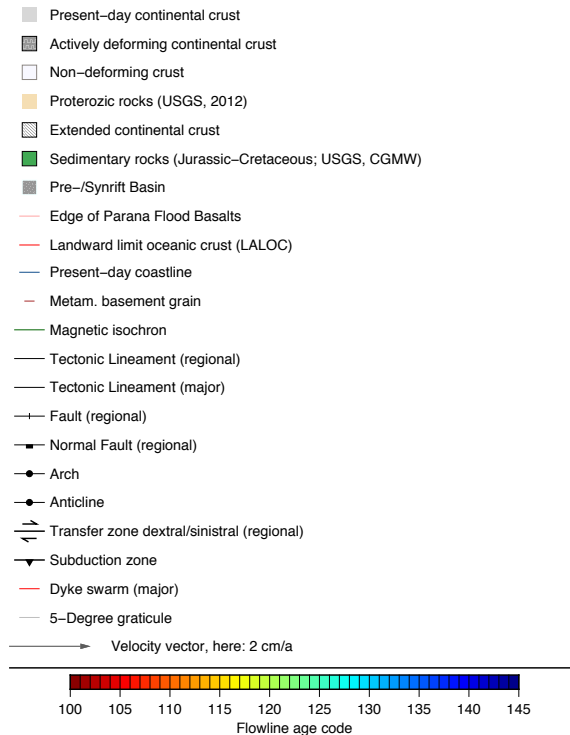 Present−day continental crust
Actively deforming continental crust
Non−deforming crust
Proterozic rocks (USGS, 2012)
Extended continental crust
Sedimentary rocks (Jurassic−Cretaceous; USGS, CGMW)
Pre−/Synrift Basin
Edge of Parana Flood Basalts
Landward limit oceanic crust (LALOC)
Present−day coastline
Metam. basement grain
Magnetic isochron
Tectonic Lineament (regional)
Tectonic Lineament (major)
Fault (regional)
Normal Fault (regional)
Arch
Anticline
Transfer zone dextral/sinistral (regional)
Subduction zone
Dyke swarm (major)
5−Degree graticule
Velocity vector, here: 2 cm/a
100 105 110 115 120 125 130 135 140 145
Flowline age code